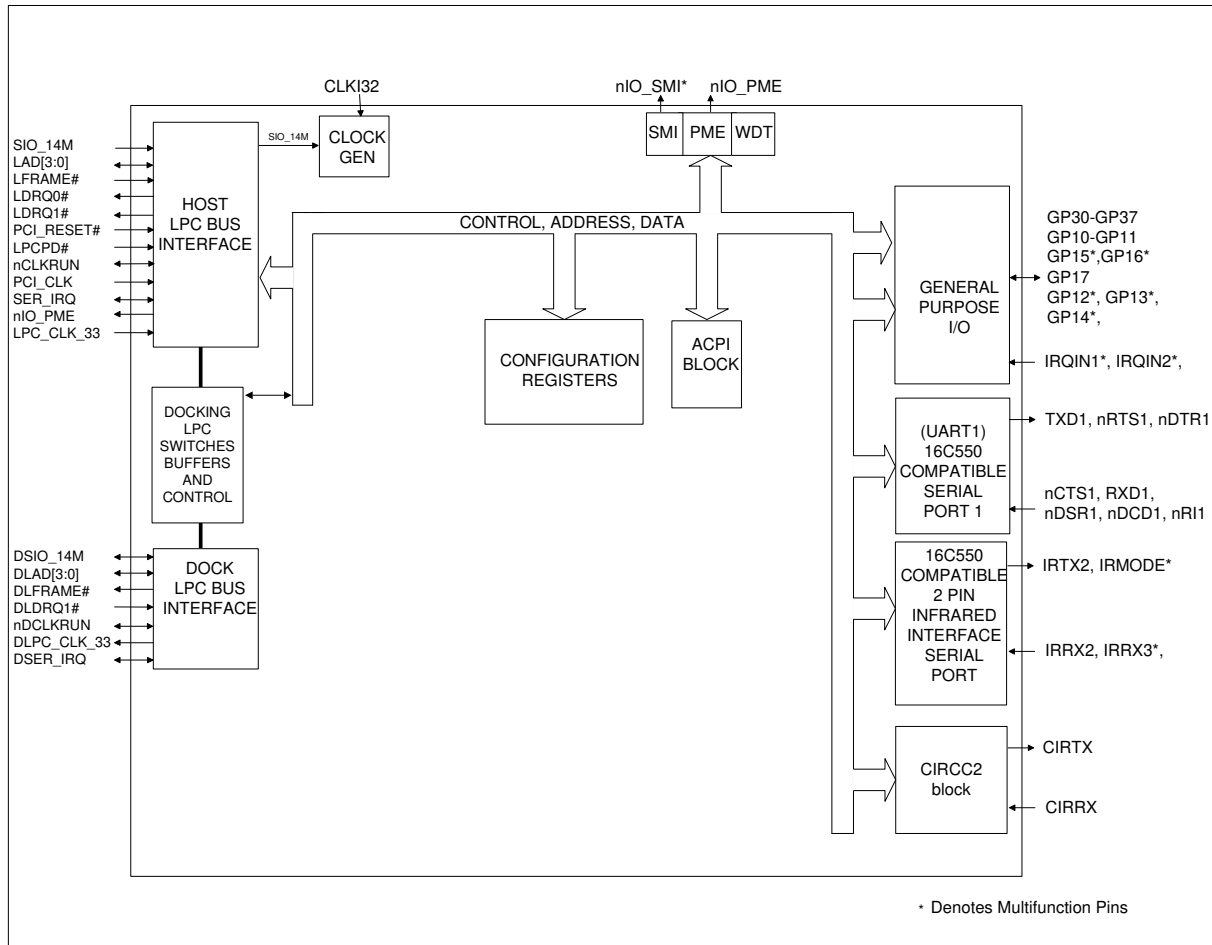 CLKI32
nIO_SMI*
nIO_PME
SIO_14M
LAD[3:0]
LFRAME#
LDRQ0#
LDRQ1#
PCI_RESET#
LPCPD#
nCLKRUN
PCI_CLK
SER_IRQ
nIO_PME
LPC_CLK_33
HOST
LPC BUS
INTERFACE
SIO_14M
CLOCK
GEN
SMI
PME
WDT
CONTROL, ADDRESS, DATA
CONFIGURATION
REGISTERS
ACPI
BLOCK
GENERAL
PURPOSE
I/O
GP30-GP37
GP10-GP11
GP15*,GP16*
GP17
GP12*, GP13*,
GP14*,
IRQIN1*, IRQIN2*,
DOCKING
LPC
SWITCHES
BUFFERS
AND
CONTROL
(UART1)
16C550
COMPATIBLE
SERIAL
PORT 1
TXD1, nRTS1, nDTR1
nCTS1, RXD1,
nDSR1, nDCD1, nRI1
DSIO_14M
DLAD[3:0]
DLFRAME#
DLDRQ1#
nDCLKRUN
DLPC_CLK_33
DSER_IRQ
DOCK
LPC BUS
INTERFACE
16C550
COMPATIBLE
2 PIN
INFRARED
INTERFACE
SERIAL
PORT
IRTX2, IRMODE*
IRRX2, IRRX3*,
CIRCC2
block
CIRTX
CIRRX
* Denotes Multifunction Pins